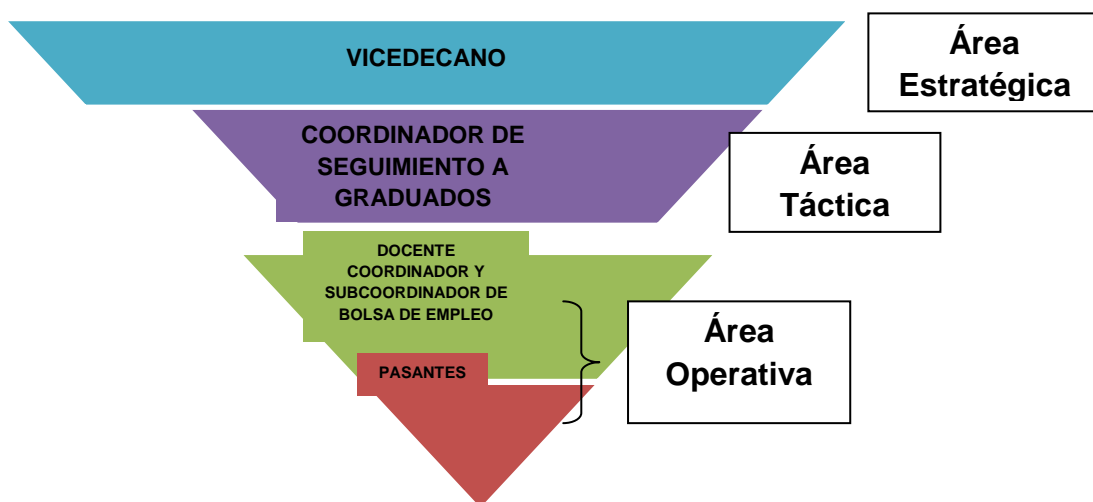 VICEDECANO
Área
Estratégica
COORDINADOR DE
SEGUIMIENTO A
GRADUADOS
Área
Táctica
DOCENTE
COORDINADOR Y
SUBCOORDINADOR DE
BOLSA DE EMPLEO
PASANTES
Área
Operativa